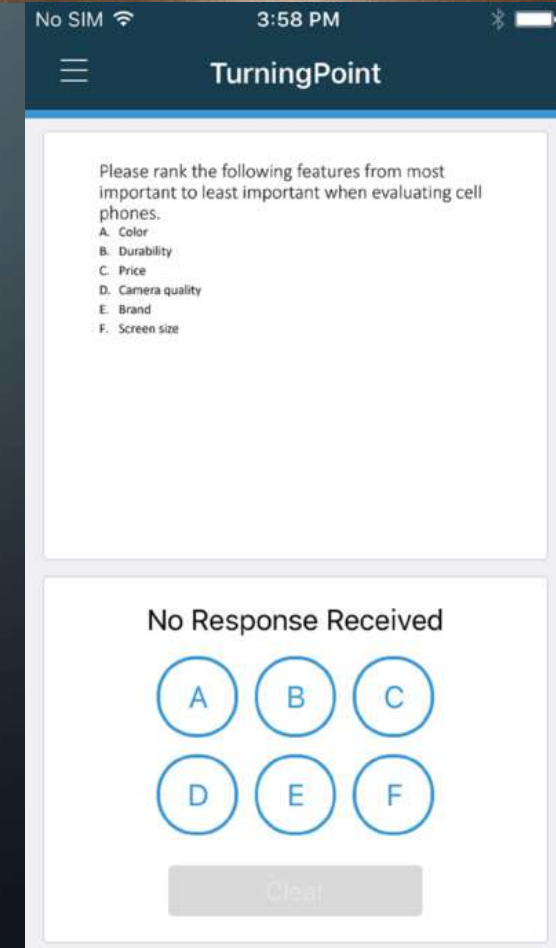 No SIM 3:58 PM
TurningPoint
Please rank the following features from most
important to least important when evaluating cell
phones.
A. Color
B. Durability
C. Price
D. Camera quality
E. Brand
F. Screen size
No Response Received
A B C
D E F
Clear